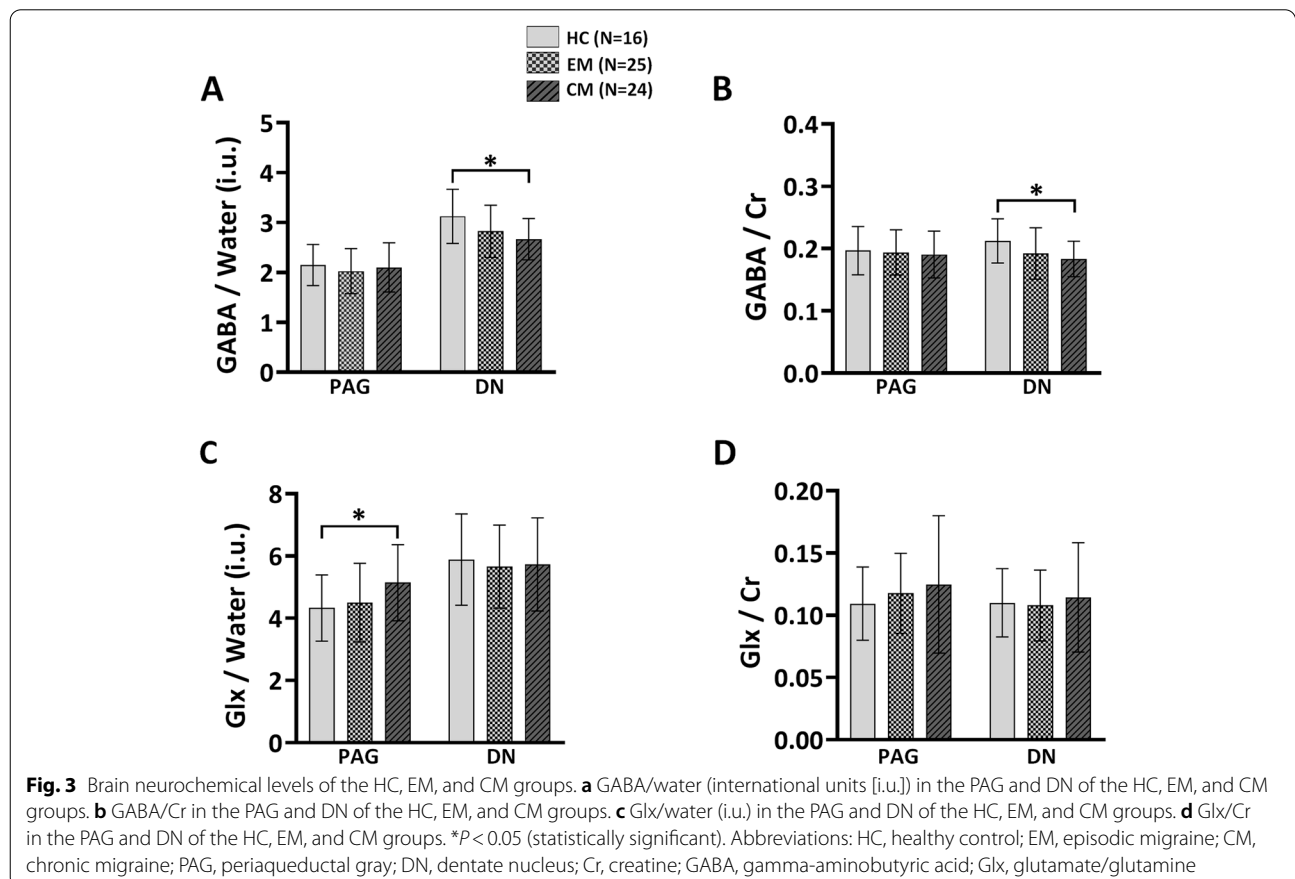 HC (N=16)
EM (N=25)
CM (N=24)
A
GABA / Water (i.u.)
5
4
3
2
1
0
*
PAG DN
B
GABA / Cr
0.4
0.3
0.2
0.1
0.0
*
PAG DN
C
Glx / Water (i.u.)
8
6
4
2
0
*
PAG DN
D
Glx / Cr
0.20
0.15
0.10
0.05
0.00
PAG DN
Fig. 3 Brain neurochemical levels of the HC, EM, and CM groups. a GABA/water (international units [i.u.]) in the PAG and DN of the HC, EM, and CM
groups. b GABA/Cr in the PAG and DN of the HC, EM, and CM groups. c Glx/water (i.u.) in the PAG and DN of the HC, EM, and CM groups. d Glx/Cr
in the PAG and DN of the HC, EM, and CM groups. *P < 0.05 (statistically significant). Abbreviations: HC, healthy control; EM, episodic migraine; CM,
chronic migraine; PAG, periaqueductal gray; DN, dentate nucleus; Cr, creatine; GABA, gamma-aminobutyric acid; Glx, glutamate/glutamine